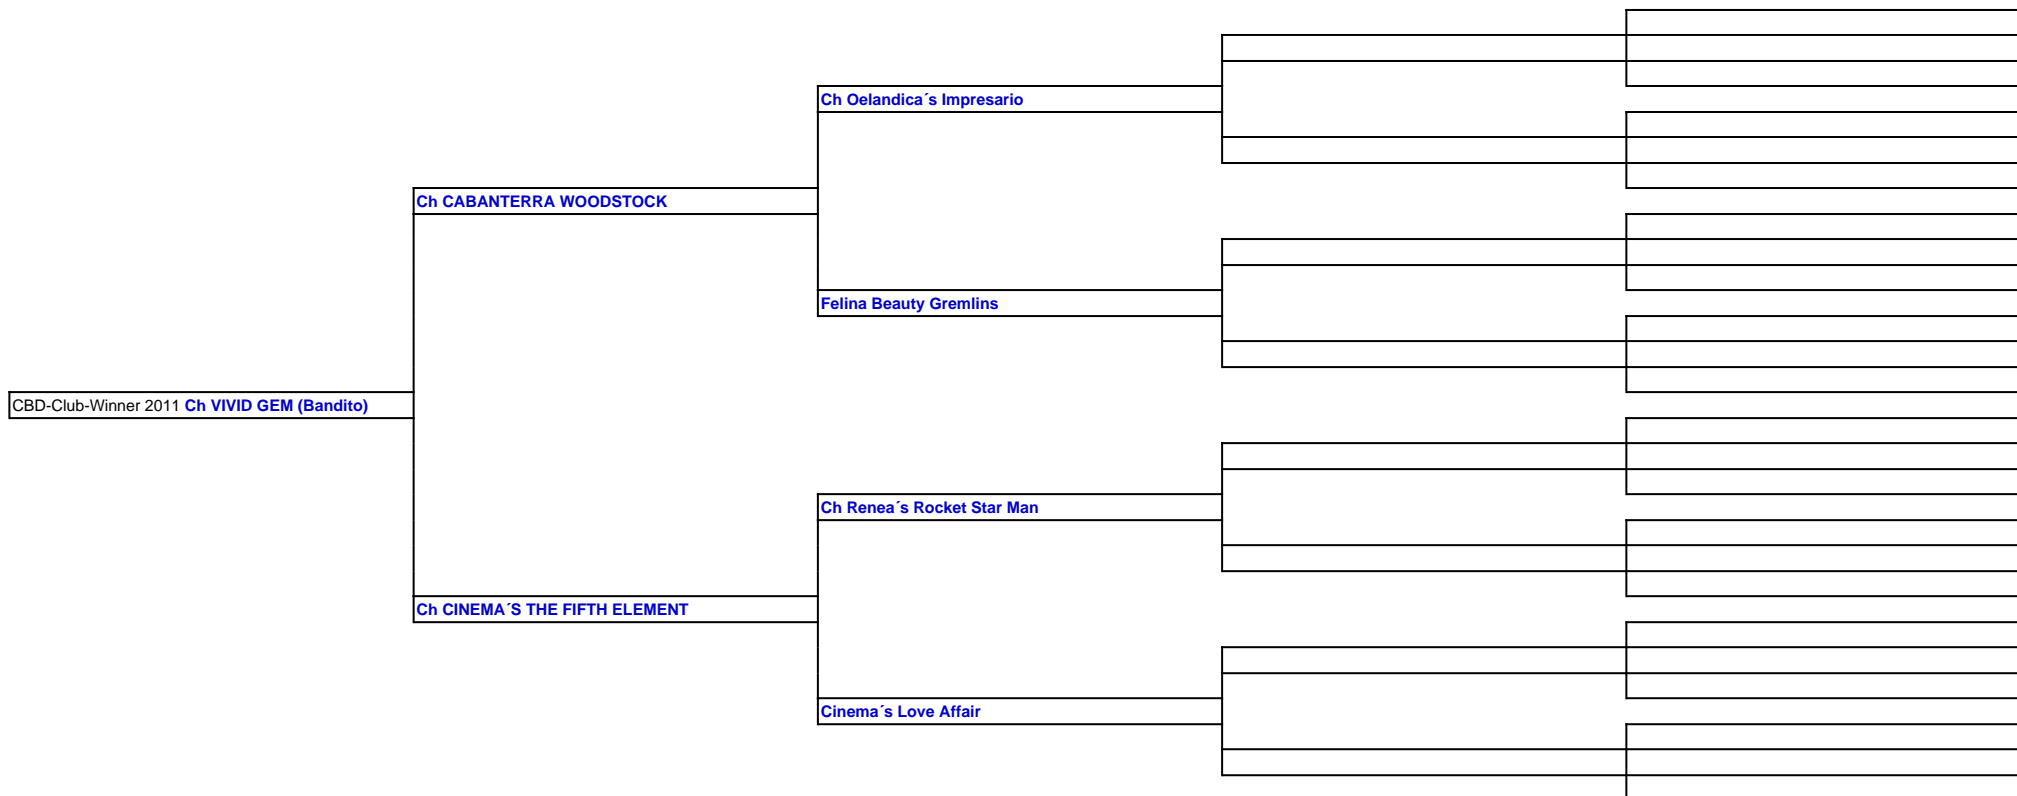 Ch Oelandica´s Impresario
Ch CABANTERRA WOODSTOCK
Felina Beauty Gremlins
CBD-Club-Winner 2011 Ch VIVID GEM (Bandito)
Ch Renea´s Rocket Star Man
Ch CINEMA´S THE FIFTH ELEMENT
Cinema´s Love Affair